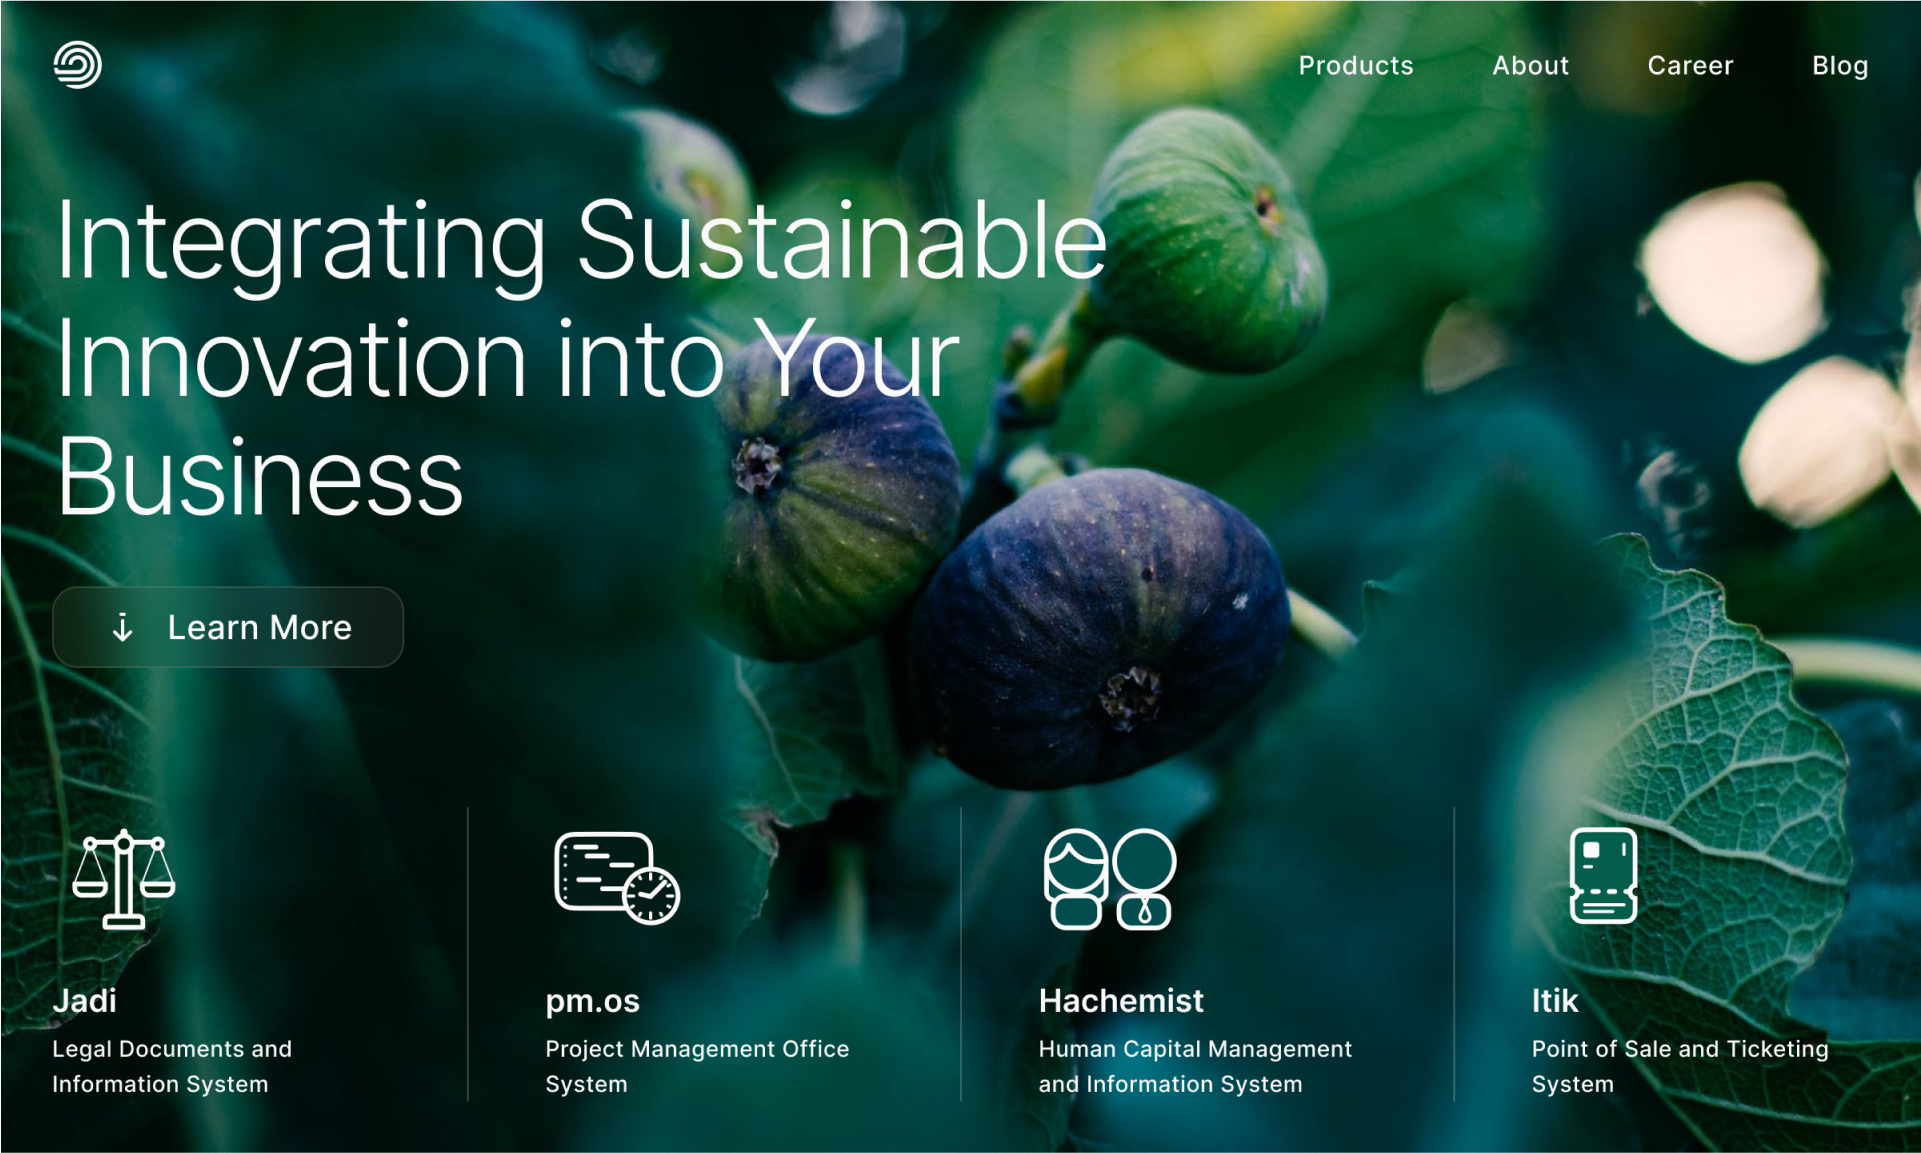 Products
About
Career
Blog
Integrating Sustainable
Innovation into Your
Business
Learn More
Jadi
Legal Documents and
Information System
pm.os
Project Management Office
System
Hachemist
Human Capital Management
and Information System
Itik
Point of Sale and Ticketing
System